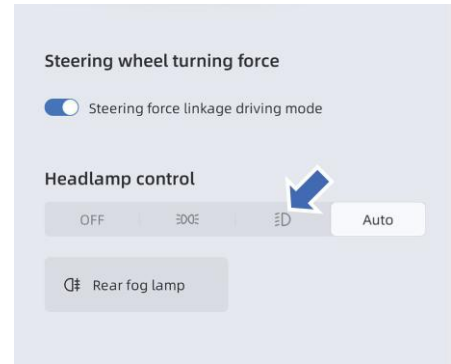 Steering wheel turning force
Steering force linkage driving mode
Headlamp control
OFF Auto
Rear fog lamp